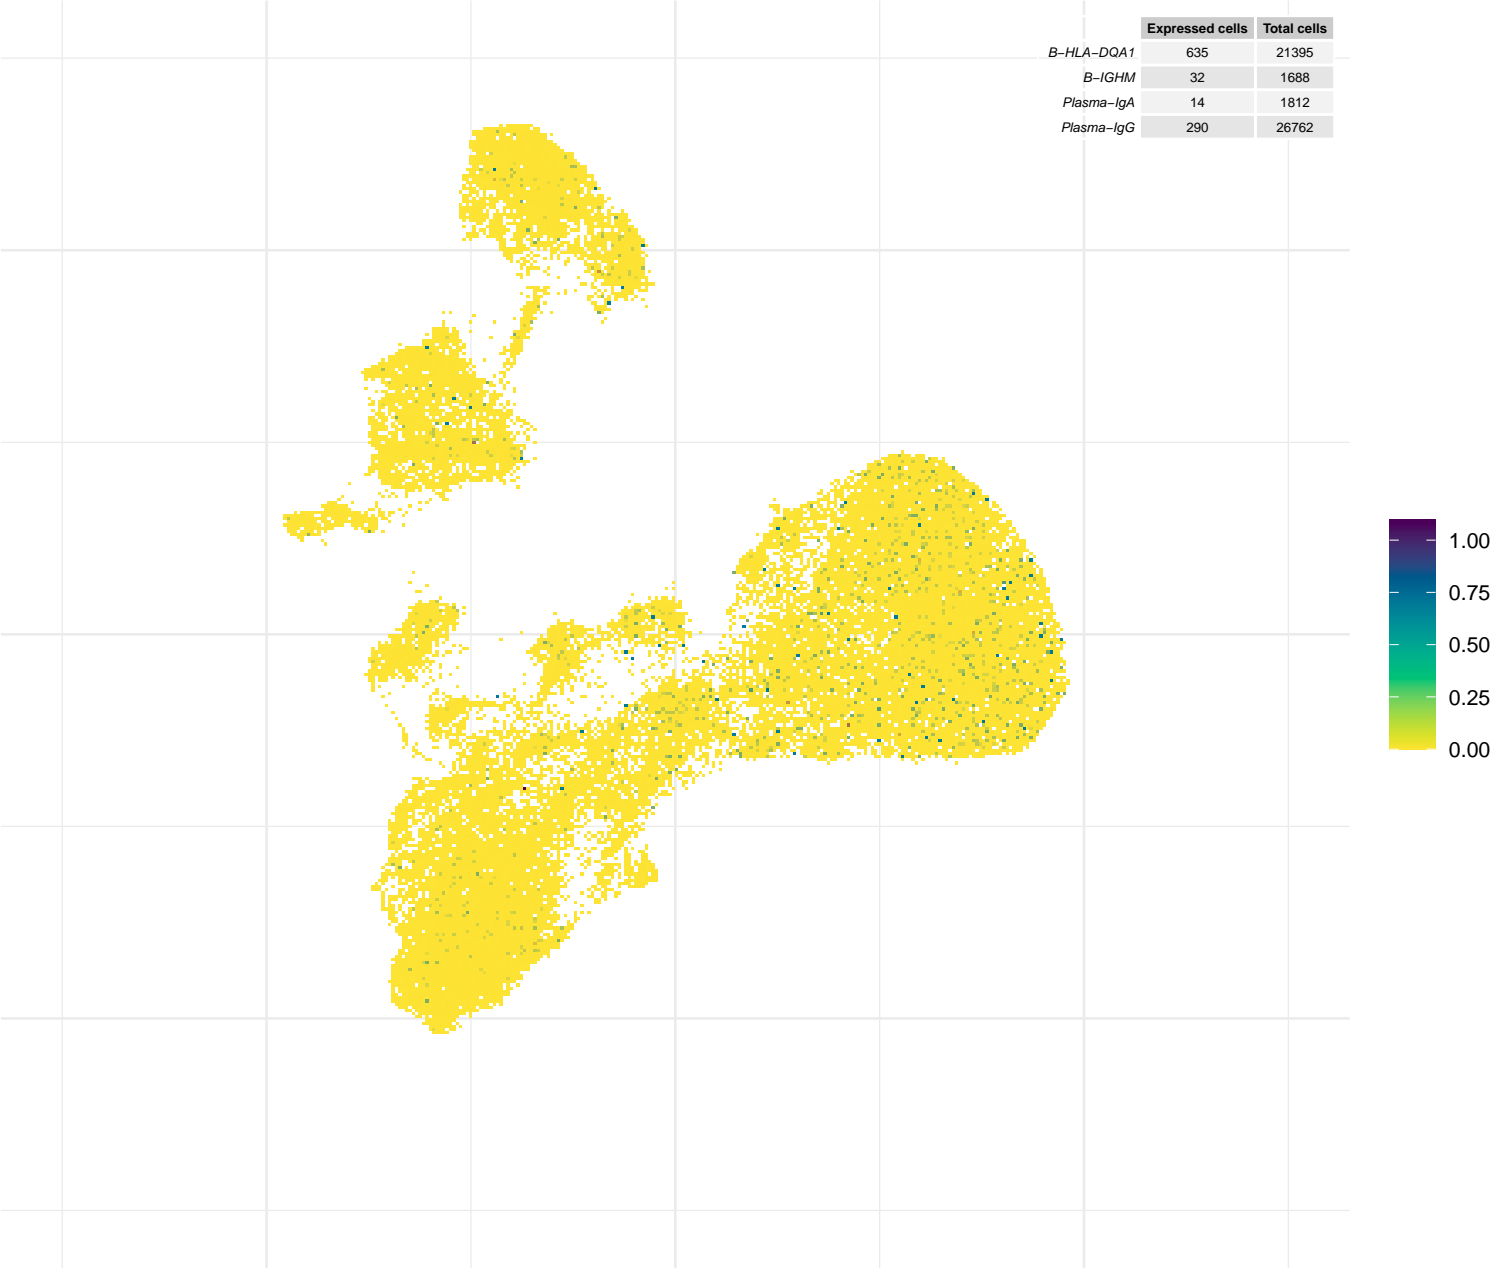 Expressed cells Total cells
B−HLA−DQA1 635 21395
B−IGHM 32 1688
Plasma−IgA 14 1812
Plasma−IgG 290 26762
1.00
0.75
0.50
0.25
0.00